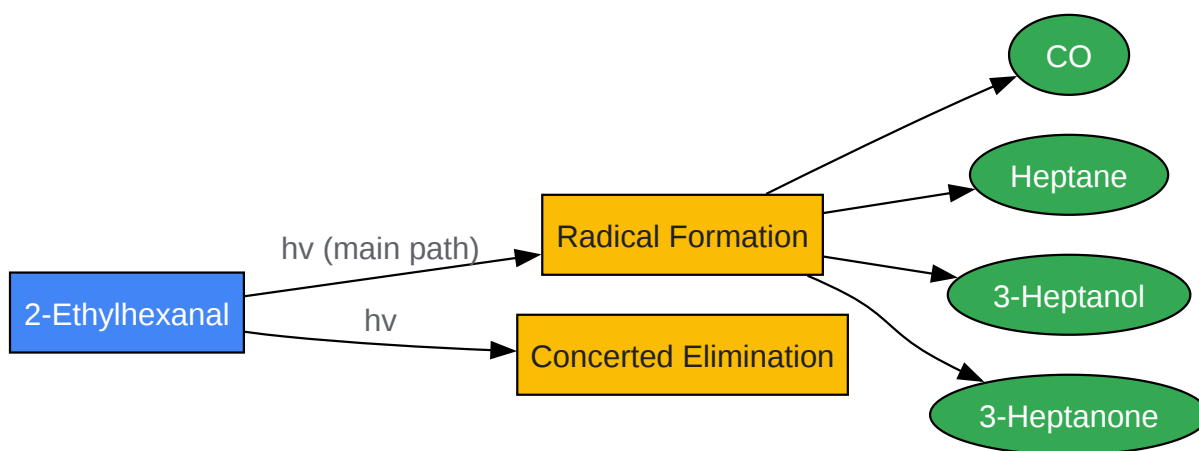 CO
Heptane
hv (main path)
Radical Formation
2-Ethylhexanal
hv
3-Heptanol
Concerted Elimination
3-Heptanone